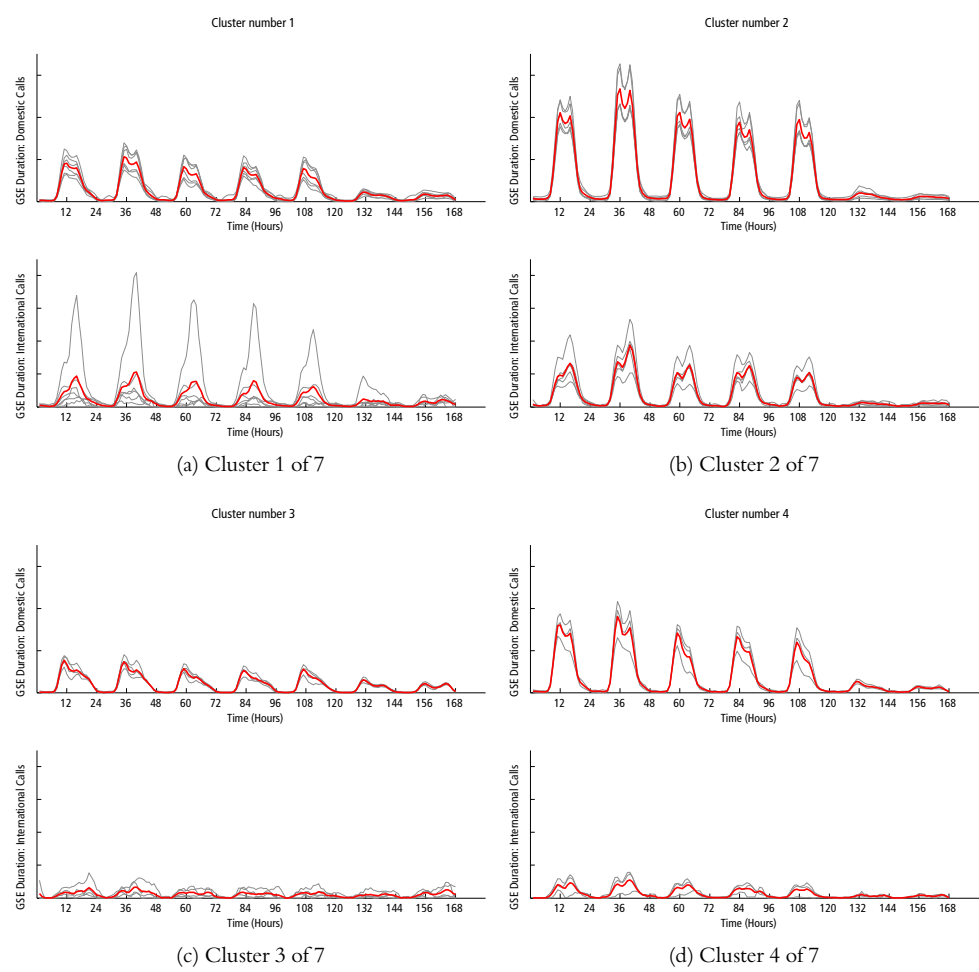 Cluster number 1
GSE Duration: Domestic Calls
12 24 36 48 60 72 84 96 108 120 132 144 156 168
Time (Hours)
GSE Duration: International Calls
12 24 36 48 60 72 84 96 108 120 132 144 156 168
Time (Hours)
(a) Cluster 1 of 7
Cluster number 2
GSE Duration: Domestic Calls
12 24 36 48 60 72 84 96 108 120 132 144 156 168
Time (Hours)
GSE Duration: International Calls
12 24 36 48 60 72 84 96 108 120 132 144 156 168
Time (Hours)
(b) Cluster 2 of 7
Cluster number 3
GSE Duration: Domestic Calls
12 24 36 48 60 72 84 96 108 120 132 144 156 168
Time (Hours)
GSE Duration: International Calls
12 24 36 48 60 72 84 96 108 120 132 144 156 168
Time (Hours)
(c) Cluster 3 of 7
Cluster number 4
GSE Duration: Domestic Calls
12 24 36 48 60 72 84 96 108 120 132 144 156 168
Time (Hours)
GSE Duration: International Calls
12 24 36 48 60 72 84 96 108 120 132 144 156 168
Time (Hours)
(d) Cluster 4 of 7